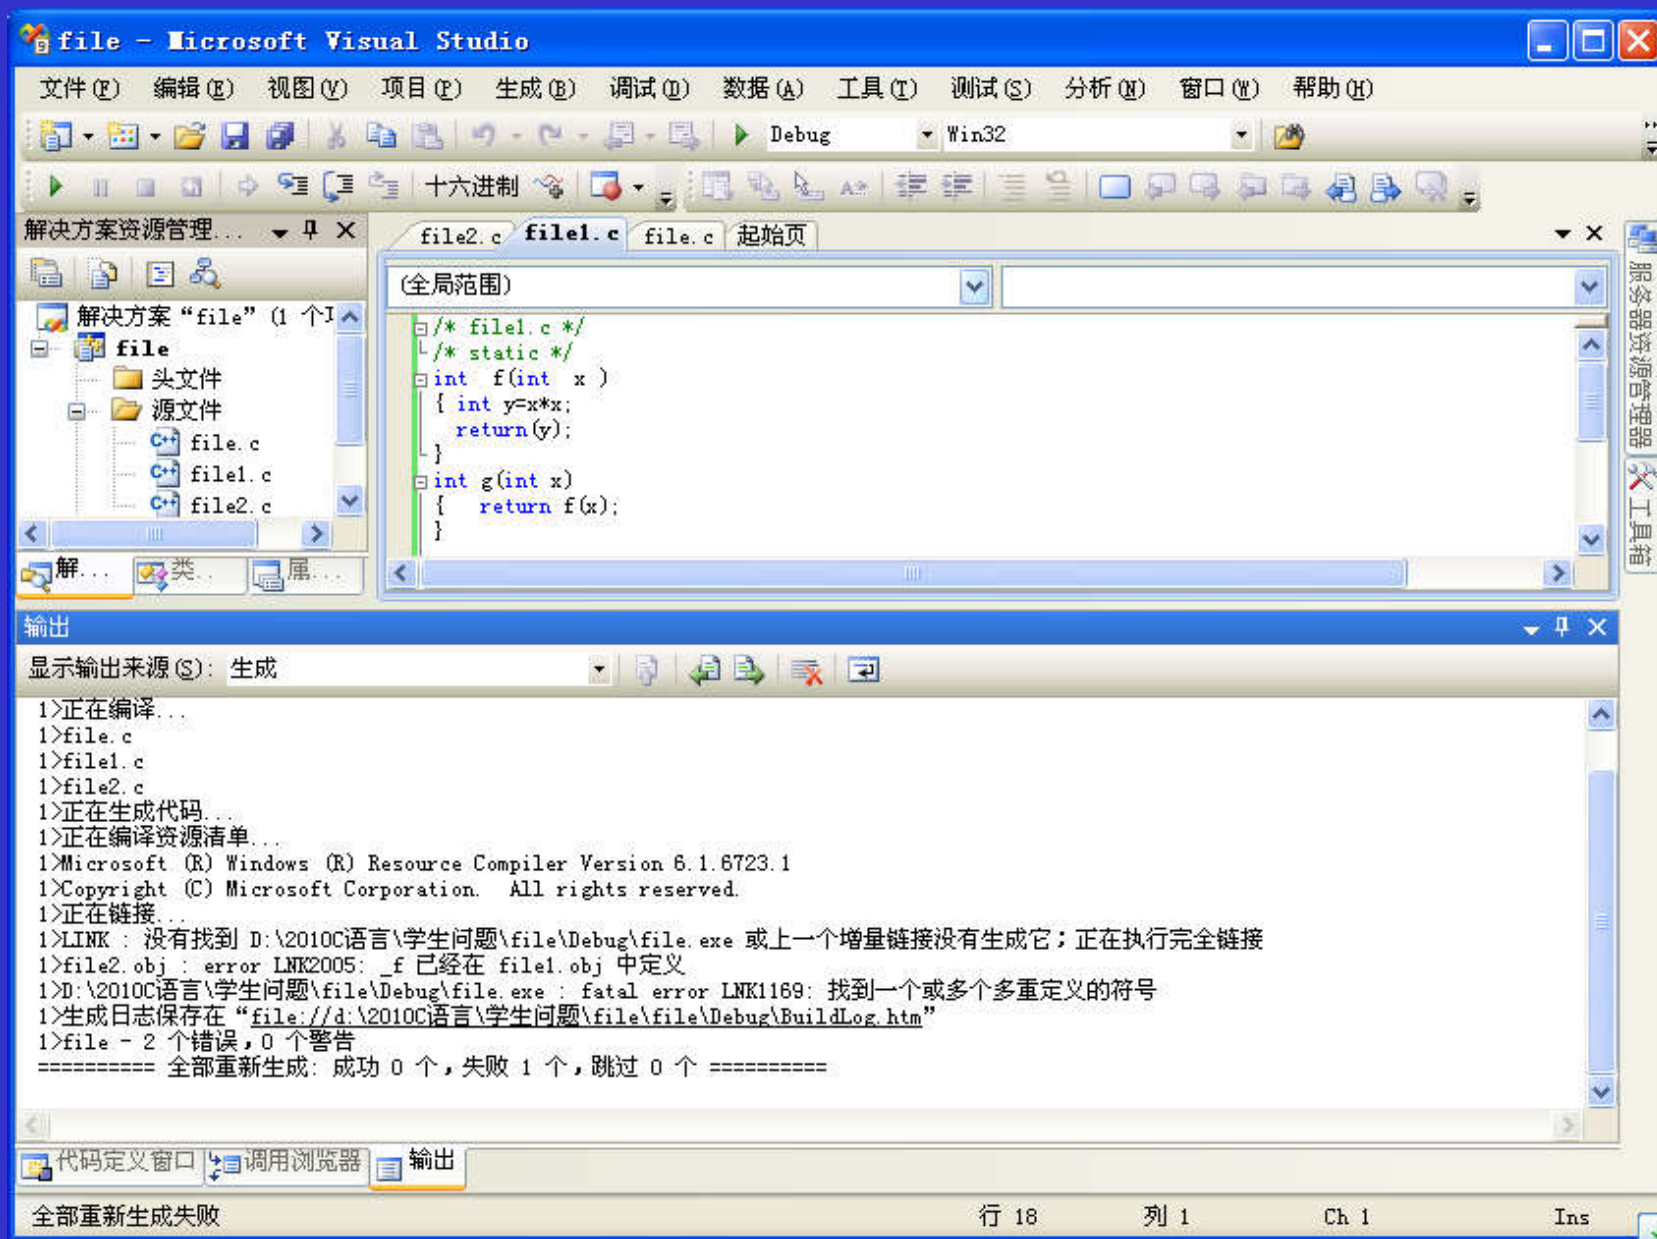 file - Microsoft Visual Studio
文件(F) 编辑(E) 视图(V) 项目(P) 生成(B) 调试(D) 数据(A) 工具(T) 测试(S) 分析(N) 窗口(W) 帮助(H)
Debug Win32
十六进制
解决方案资源管理...
file2.c file1.c file.c 起始页
(全局范围)
解决方案“file” (1 个
file
头文件
源文件
file.c
file1.c
file2.c
解... 类.. 属...
/* file1.c */
/* static */
int f(int x )
{ int y=x*x;
return(y);
}
int g(int x)
{ return f(x);
}
服务器资源管理器
工具箱
输出
显示输出来源(S): 生成
1>正在编译...
1>file.c
1>file1.c
1>file2.c
1>正在生成代码...
1>正在编译资源清单...
1>Microsoft (R) Windows (R) Resource Compiler Version 6.1.6723.1
1>Copyright (C) Microsoft Corporation. All rights reserved.
1>正在链接...
1>LINK : 没有找到 D:\2010C语言\学生问题\file\Debug\file.exe 或上一个增量链接没有生成它；正在执行完全链接
1>file2.obj : error LNK2005: _f 已经在 file1.obj 中定义
1>D:\2010C语言\学生问题\file\Debug\file.exe : fatal error LNK1169: 找到一个或多个多重定义的符号
1>生成日志保存在“file://d:\2010C语言\学生问题\file\file\Debug\BuildLog.htm”
1>file - 2 个错误，0 个警告
========== 全部重新生成: 成功 0 个，失败 1 个，跳过 0 个 ==========
代码定义窗口 调用浏览器 输出
全部重新生成失败 行 18 列 1 Ch 1 Ins